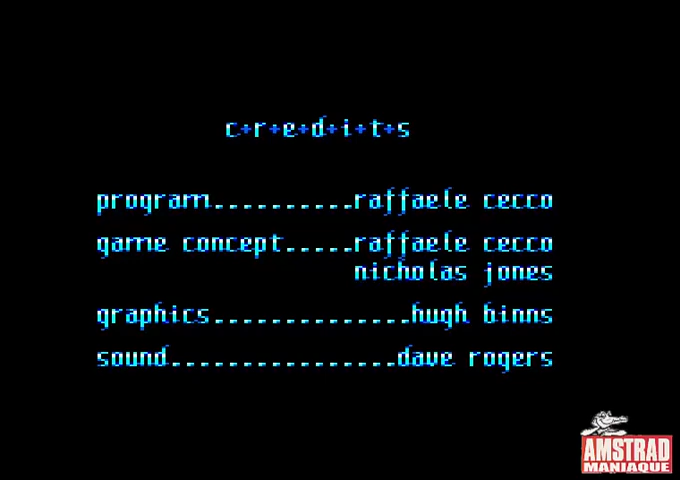 c+r+e+d+i+t+s
program..........raffaele cecco
game concept.....raffaele cecco
nicholas jones
graphics..............hugh binns
sound................dave rogers
AMSTRAD
MANIAQUE